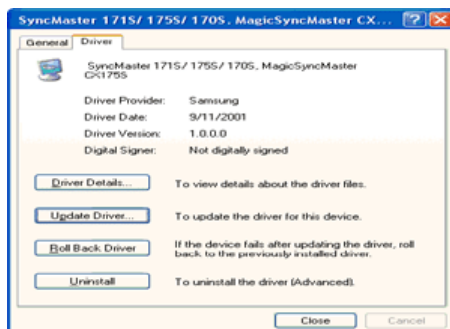 SyncMaster 171S/ 175S/ 170S, MagicSyncMaster CX...
General Driver
SyncMaster 171S/ 175S/ 170S, MagicSyncMaster
CX175S
Driver Provider: Samsung
Driver Date: 9/11/2001
Driver Version: 1.0.0.0
Digital Signer: Not digitally signed
Driver Details... To view details about the driver files.
Update Driver... To update the driver for this device.
Roll Back Driver If the device fails after updating the driver, roll
back to the previously installed driver.
Uninstall To uninstall the driver (Advanced).
Close Cancel